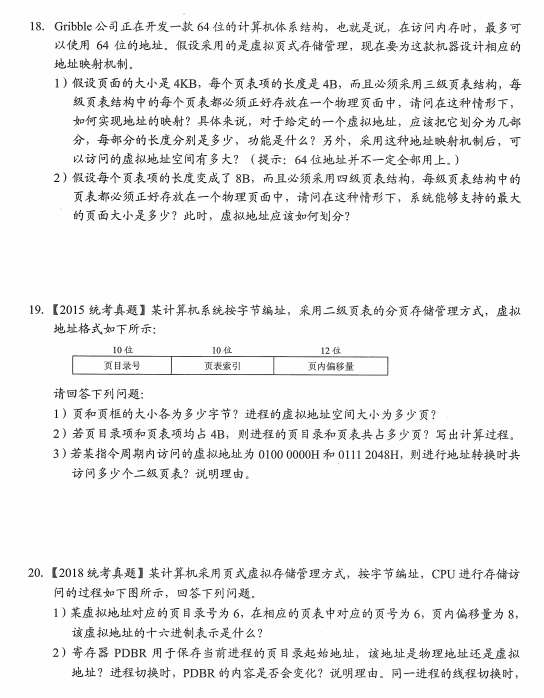 18. Gribble 公司正在开发一款 64 位的计算机体系结构，也就是说，在访问内存时，最多可
以使用 64 位的地址。假设采用的是虚拟页式存储管理，现在要为这款机器设计相应的
地址映射机制。
1）假设页面的大小是 4KB，每个页表项的长度是 4B，而且必须采用三级页表结构，每
级页表结构中的每个页表都必须正好存放在一个物理页面中，请问在这种情形下，
如何实现地址的映射？具体来说，对于给定的一个虚拟地址，应该把它划分为几部
分，每部分的长度分别是多少，功能是什么？另外，采用这种地址映射机制后，可
以访问的虚拟地址空间有多大？（提示：64 位地址并不一定全部用上。）
2）假设每个页表项的长度变成了 8B，而且必须采用四级页表结构，每级页表结构中的
页表都必须正好存放在一个物理页面中，请问在这种情形下，系统能够支持的最大
的页面大小是多少？此时，虚拟地址应该如何划分？
19.【2015 统考真题】某计算机系统按字节编址，采用二级页表的分页存储管理方式，虚拟
地址格式如下所示：
10 位 10 位 12 位
页目录号 页表索引 页内偏移量
请回答下列问题：
1）页和页框的大小各为多少字节？进程的虚拟地址空间大小为多少页？
2）若页目录项和页表项均占 4B，则进程的页目录和页表共占多少页？写出计算过程。
3）若某指令周期内访问的虚拟地址为 0100 0000H 和 0111 2048H，则进行地址转换时共
访问多少个二级页表？说明理由。
20.【2018 统考真题】某计算机采用页式虚拟存储管理方式，按字节编址，CPU 进行存储访
问的过程如下图所示，回答下列问题。
1）某虚拟地址对应的页目录号为 6，在相应的页表中对应的页号为 6，页内偏移量为 8，
该虚拟地址的十六进制表示是什么？
2）寄存器 PDBR 用于保存当前进程的页目录起始地址，该地址是物理地址还是虚拟
地址？进程切换时，PDBR 的内容是否会变化？说明理由。同一进程的线程切换时，